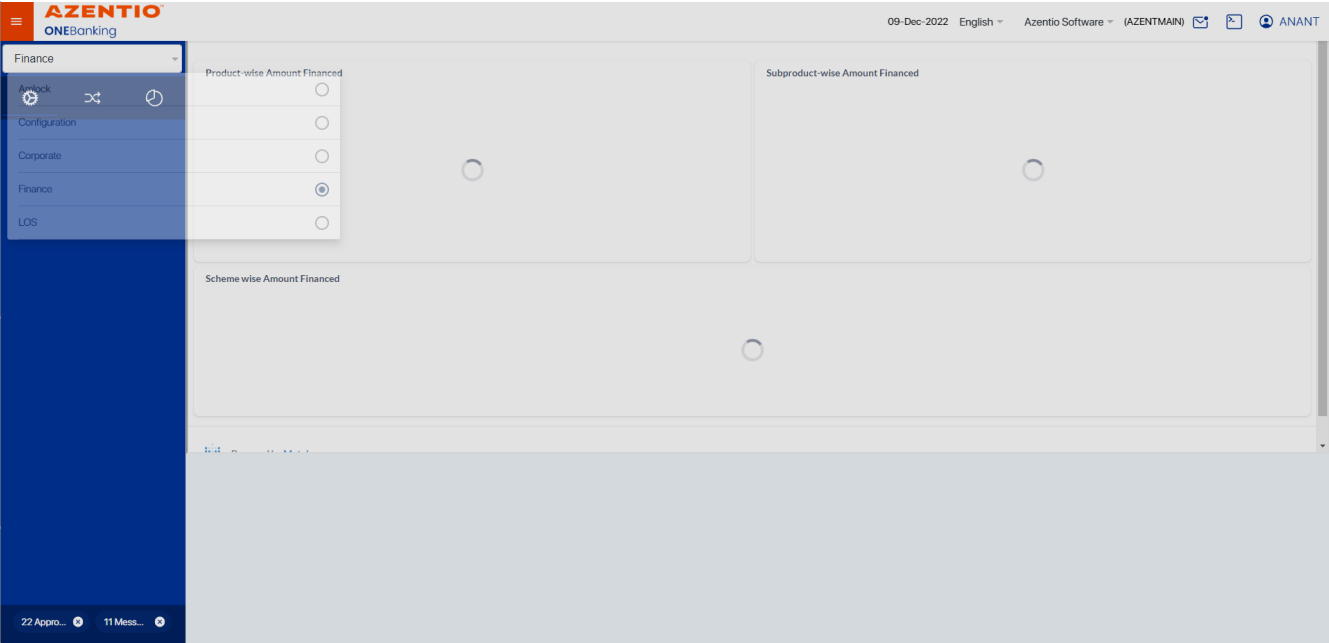 AZENTIO
ONEBanking
09-Dec-2022 English Azentio Software (AZENTMAIN) ANANT
Finance
Product-wise Amount Financed
Subproduct-wise Amount Financed
Amlock
Configuration
Corporate
Finance
LOS
Scheme wise Amount Financed
22 Appro...
11 Mess...